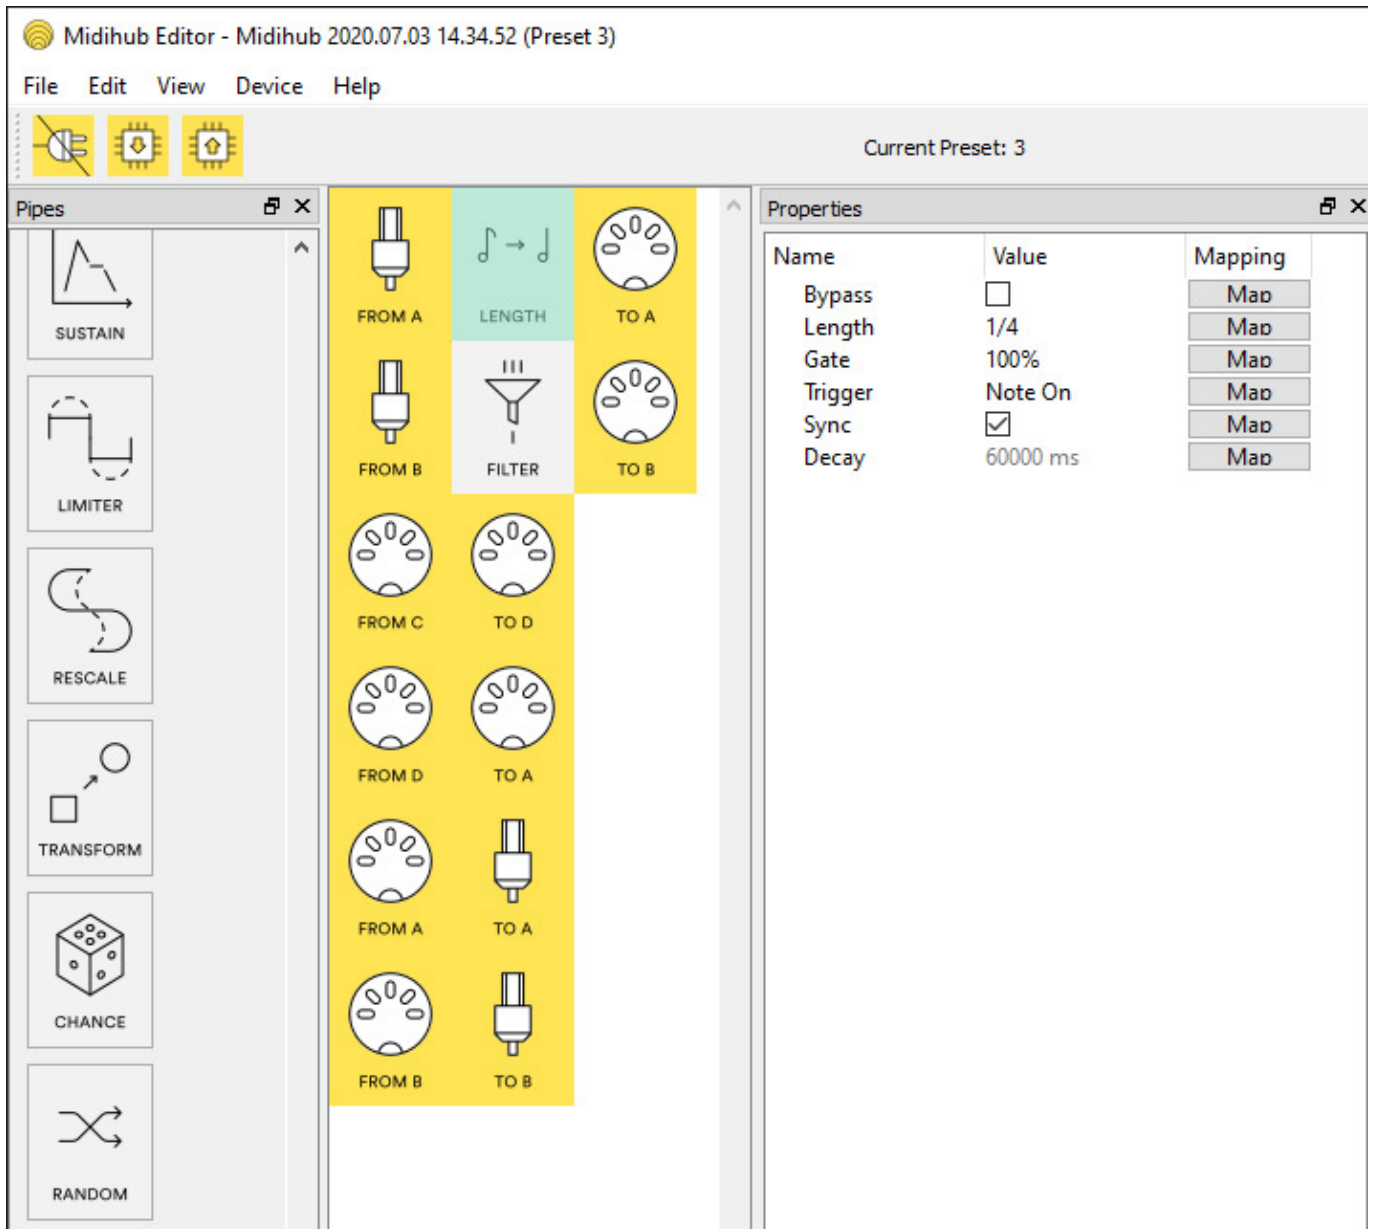 Midihub Editor - Midihub 2020.07.03 14.34.52 (Preset 3)
File Edit View Device Help
Current Preset: 3
Pipes
SUSTAIN
LIMITER
RESCALE
TRANSFORM
CHANCE
RANDOM
FROM A LENGTH TO A
FROM B FILTER TO B
FROM C TO D
FROM D TO A
FROM A TO A
FROM B TO B
Properties
Name Value Mapping
Bypass Map
Length 1/4 Map
Gate 100% Map
Trigger Note On Map
Sync Map
Decay 60000 ms Map